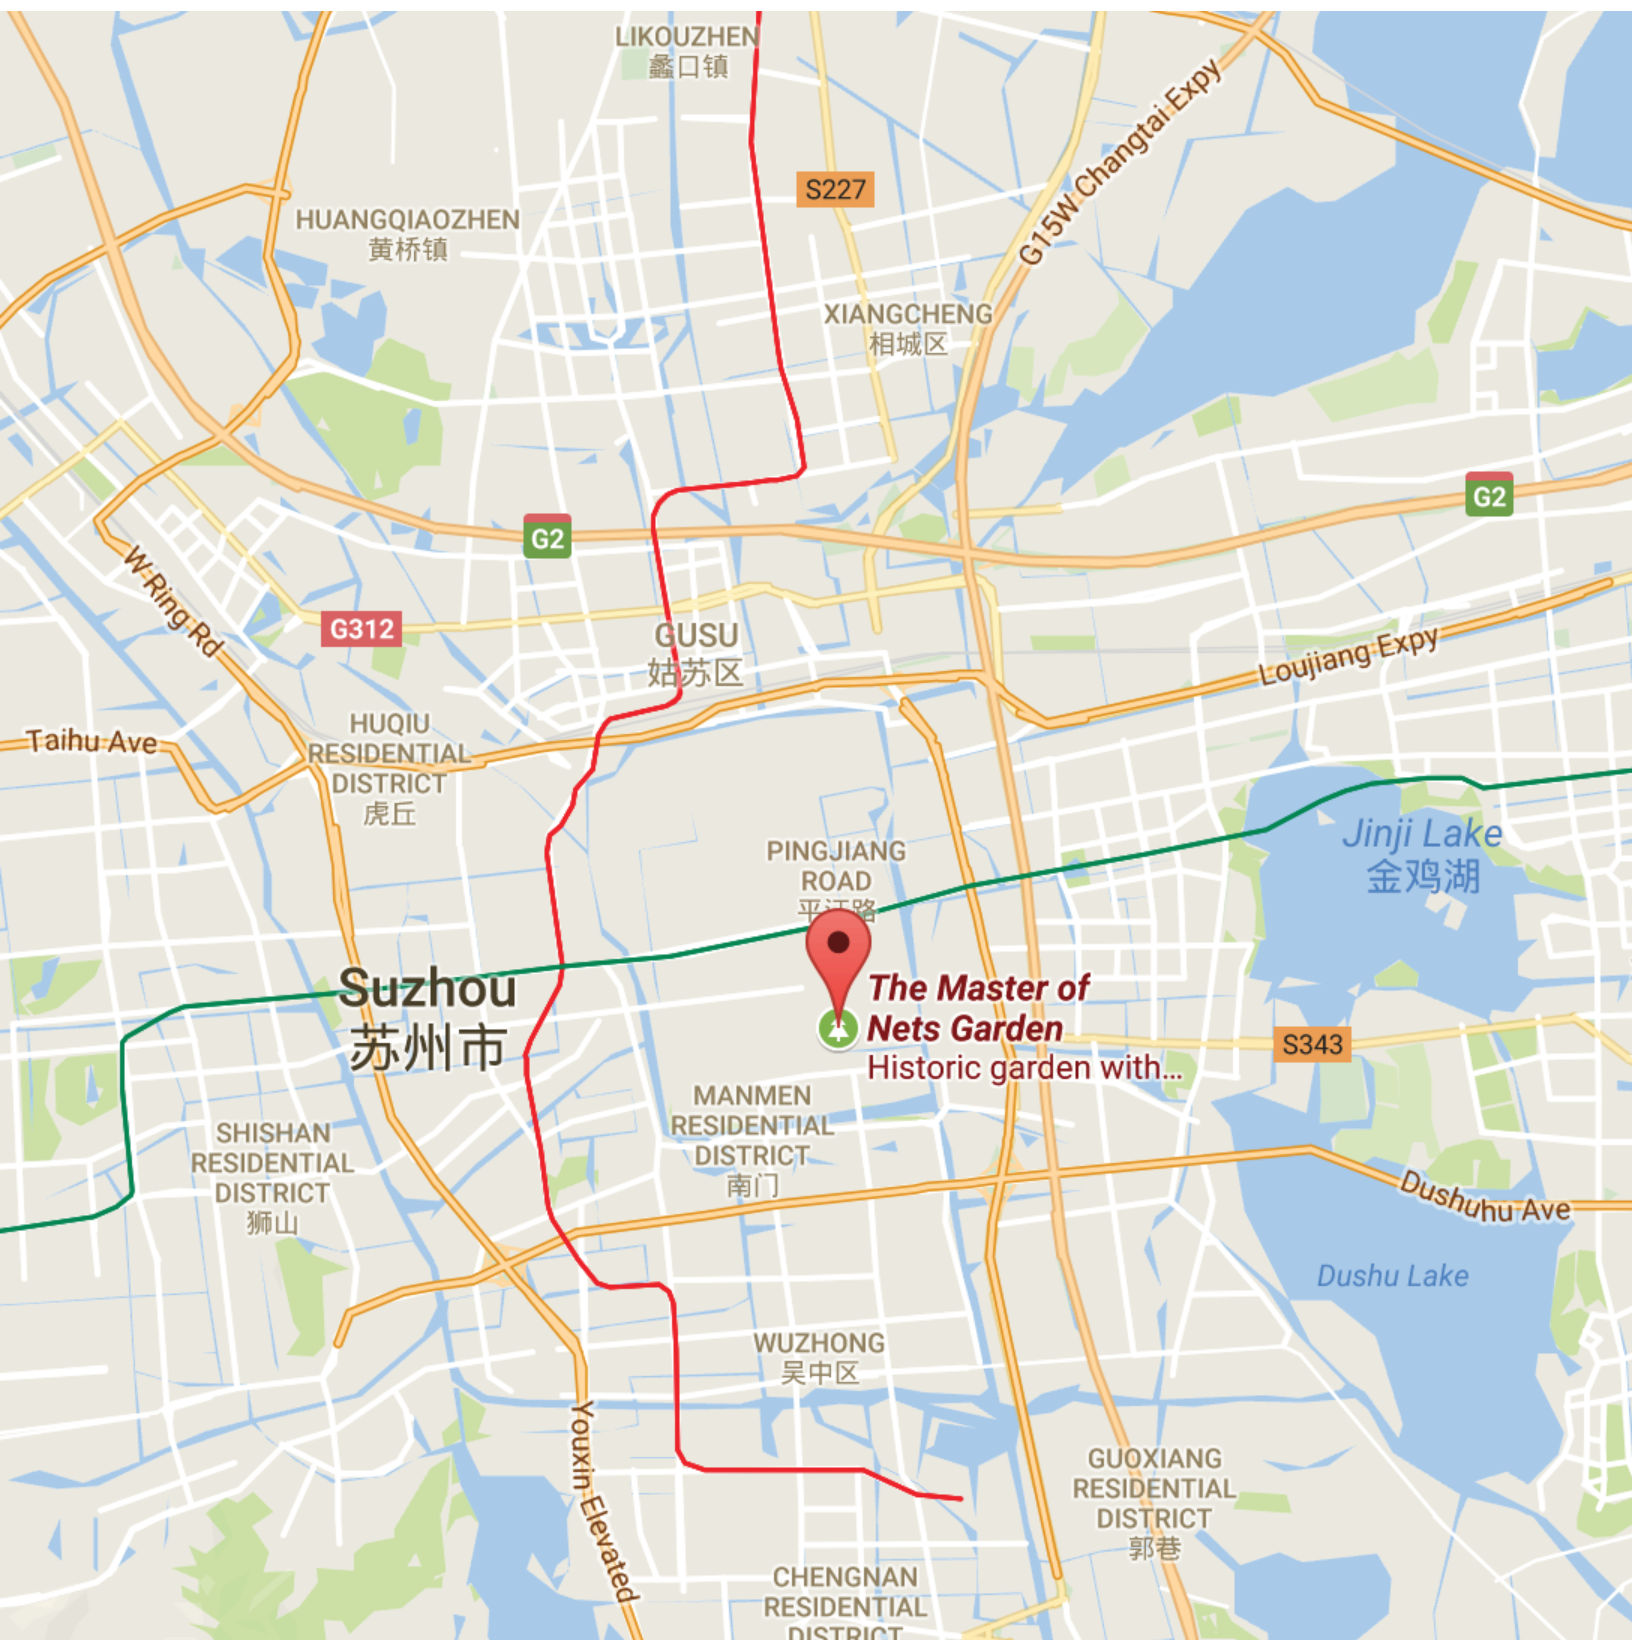 LIKOUZHEN
蠡口镇
G15W Changtai Expy
S227
HUANGQIAOZHEN
黄桥镇
XIANGCHENG
相城区
G2
G2
W Ring Rd
G312
GUSU
姑苏区
Loujiang Expy
Taihu Ave
HUQIU
RESIDENTIAL
DISTRICT
虎丘
Jinji Lake
金鸡湖
PINGJIANG
ROAD
平江路
Suzhou
苏州市
The Master of
Nets Garden
Historic garden with...
S343
MANMEN
RESIDENTIAL
DISTRICT
南门
SHISHAN
RESIDENTIAL
DISTRICT
狮山
Dushuhu Ave
Dushu Lake
WUZHONG
吴中区
Youxin Elevated
GUOXIANG
RESIDENTIAL
DISTRICT
郭巷
CHENGNAN
RESIDENTIAL
DISTRICT